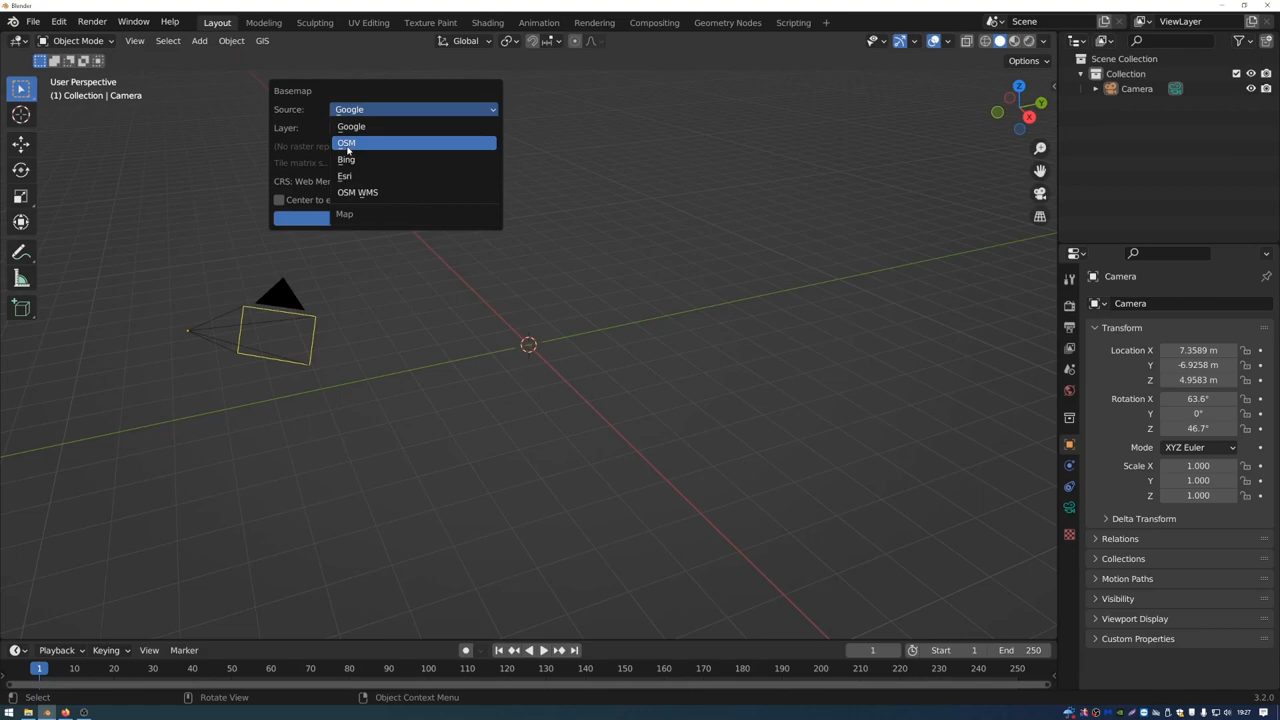 Blender
File Edit Render Window Help Layout Modeling Sculpting UV Editing Texture Paint Shading Animation Rendering Compositing Geometry Nodes Scripting + Scene ViewLayer
Object Mode View Select Add Object GIS Global
Options
User Perspective
(1) Collection | Camera
Basemap
Source: Google
Layer:
(No raster rep
Tile matrix s...
CRS: Web Mer
Center to e
Google
OSM
Bing
Esri
OSM WMS
Map
Z
Y
X
Scene Collection
Collection
Camera
Camera
Camera
Transform
Location X 7.3589 m
Y -6.9258 m
Z 4.9583 m
Rotation X 63.6°
Y 0°
Z 46.7°
Mode XYZ Euler
Scale X 1.000
Y 1.000
Z 1.000
Delta Transform
Relations
Collections
Motion Paths
Visibility
Viewport Display
Custom Properties
Playback Keying View Marker 1 Start 1 End 250
1 10 20 30 40 50 60 70 80 90 100 110 120 130 140 150 160 170 180 190 200 210 220 230 240 250
Select Rotate View Object Context Menu 3.2.0
19:27